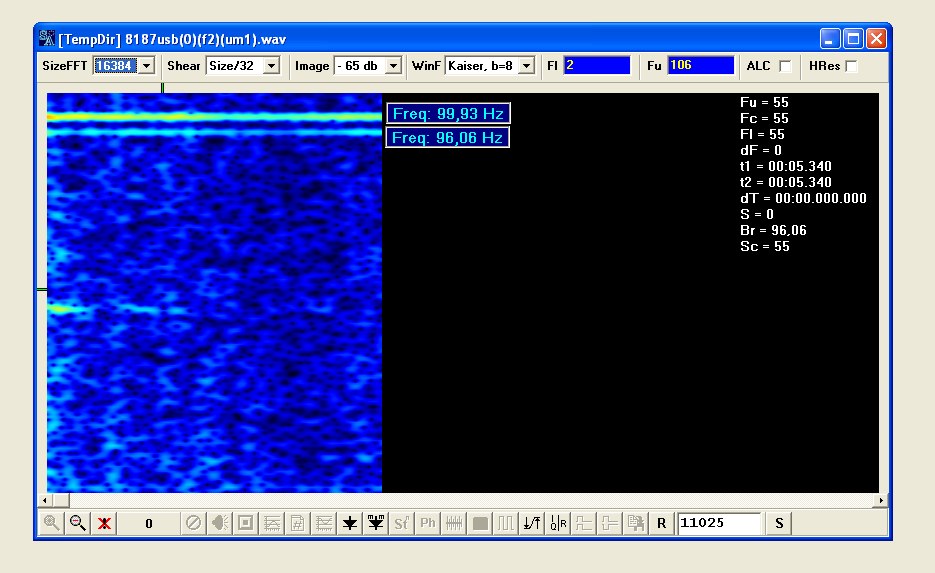 [TempDir] 8187usb(0)(f2)(um1).wav
SizeFFT 16384 Shear Size/32 Image - 65 db WinF Kaiser, b=8 Fl 2 Fu 106 ALC HRes
Freq: 99,93 Hz
Freq: 96,06 Hz
Fu = 55
Fc = 55
Fl = 55
dF = 0
t1 = 00:05.340
t2 = 00:05.340
dT = 00:00.000.000
S = 0
Br = 96,06
Sc = 55
0 Ph R 11025 S